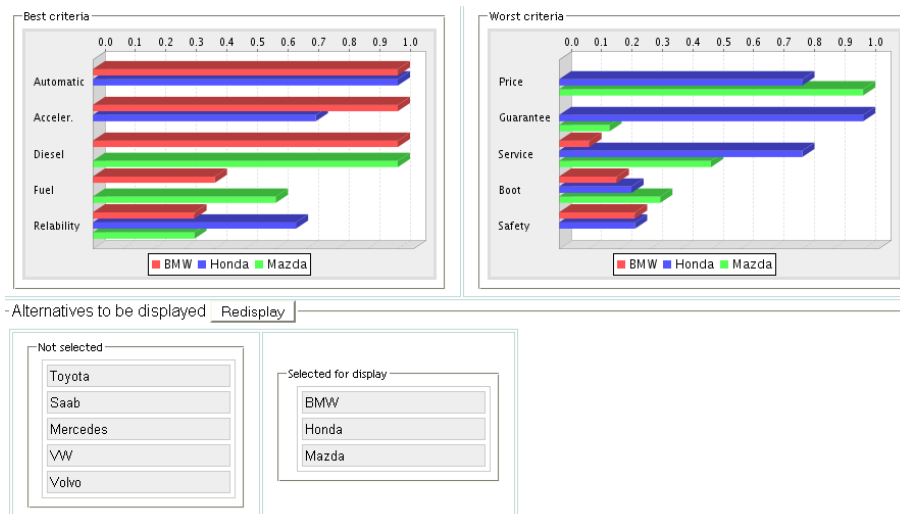 Best criteria
0.0 0.1 0.2 0.3 0.4 0.5 0.6 0.7 0.8 0.9 1.0
Automatic
Acceler.
Diesel
Fuel
Relability
BMW Honda Mazda
Worst criteria
0.0 0.1 0.2 0.3 0.4 0.5 0.6 0.7 0.8 0.9 1.0
Price
Guarantee
Service
Boot
Safety
BMW Honda Mazda
Alternatives to be displayed Redisplay
Not selected
Toyota
Saab
Mercedes
VW
Volvo
Selected for display
BMW
Honda
Mazda